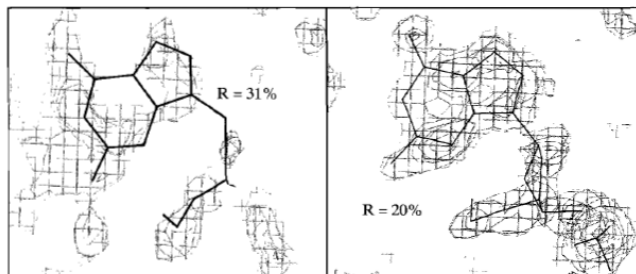 R = 31%
R = 20%